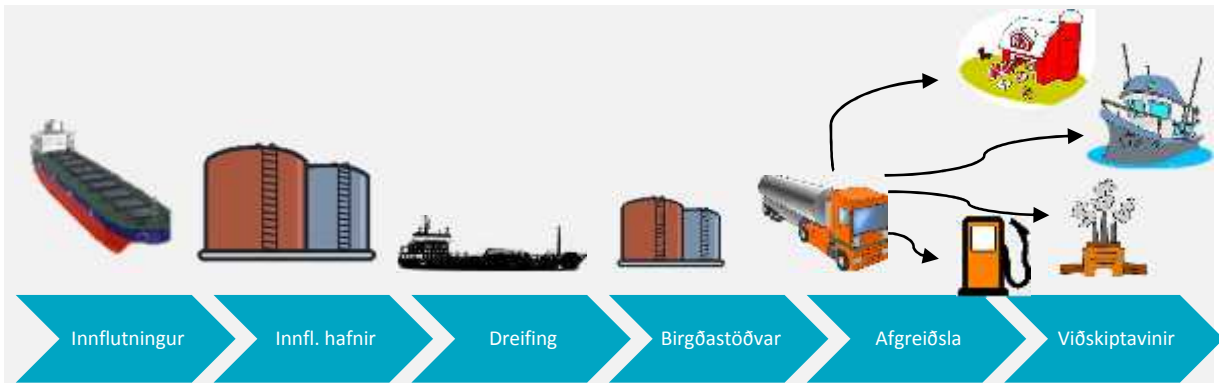 Innflutningur
Innfl. hafnir
Dreifing
Birgðastöðvar
Afgreiðsla
Viðskiptavinir